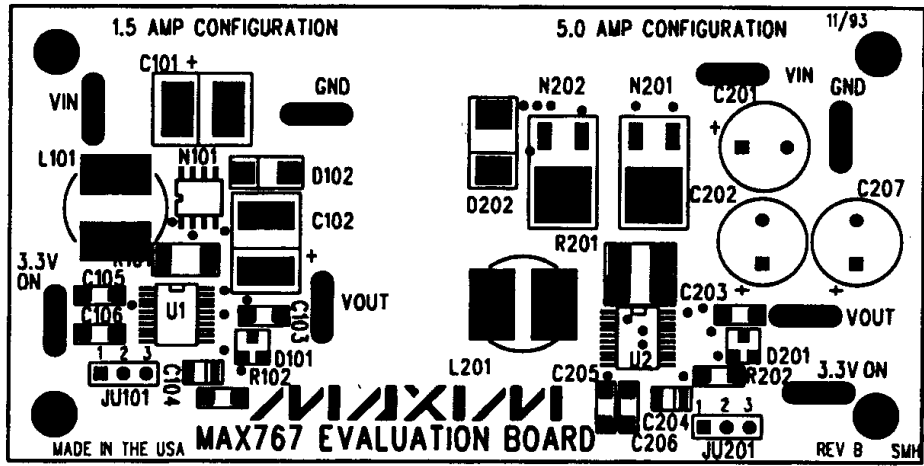 1.5 AMP CONFIGURATION
5.0 AMP CONFIGURATION
11/93
C101 +
N202
N201
VIN
C201
GND
VIN
GND
+
L101
N101
D102
C102
D202
C202
C207
R201
3.3V
ON
+
C105
U1
VOUT
C106
C103
C203
+
+
VOUT
1 2 3
D101
R102
L201
U2
D201
R202
3.3V ON
C205
JU101
C104
MAXIM
C204
C206
1 2 3
JU201
MADE IN THE USA
MAX767 EVALUATION BOARD
REV B